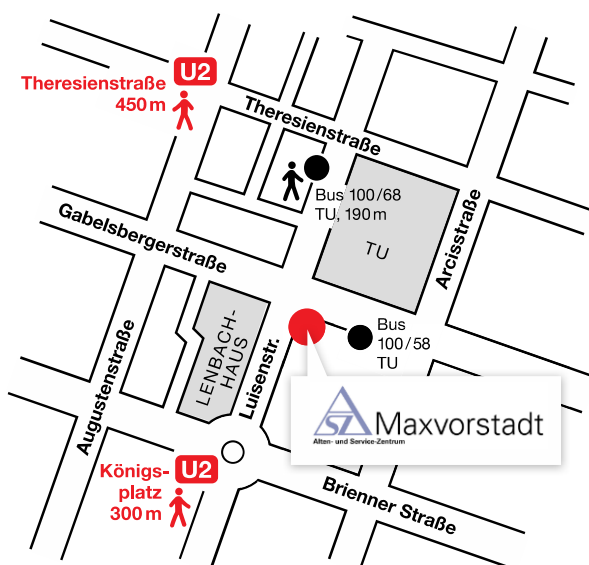 U2
Theresienstraße
450 m
Theresienstraße
Bus 100/68
TU, 190 m
Gabelsbergerstraße
TU
Arcisstraße
Bus
100/58
TU
LENBACH-
HAUS
Luisenstr.
Augustenstraße
ASZ Maxvorstadt
Alten- und Service-Zentrum
U2
Königs-
platz
300 m
Brienner Straße